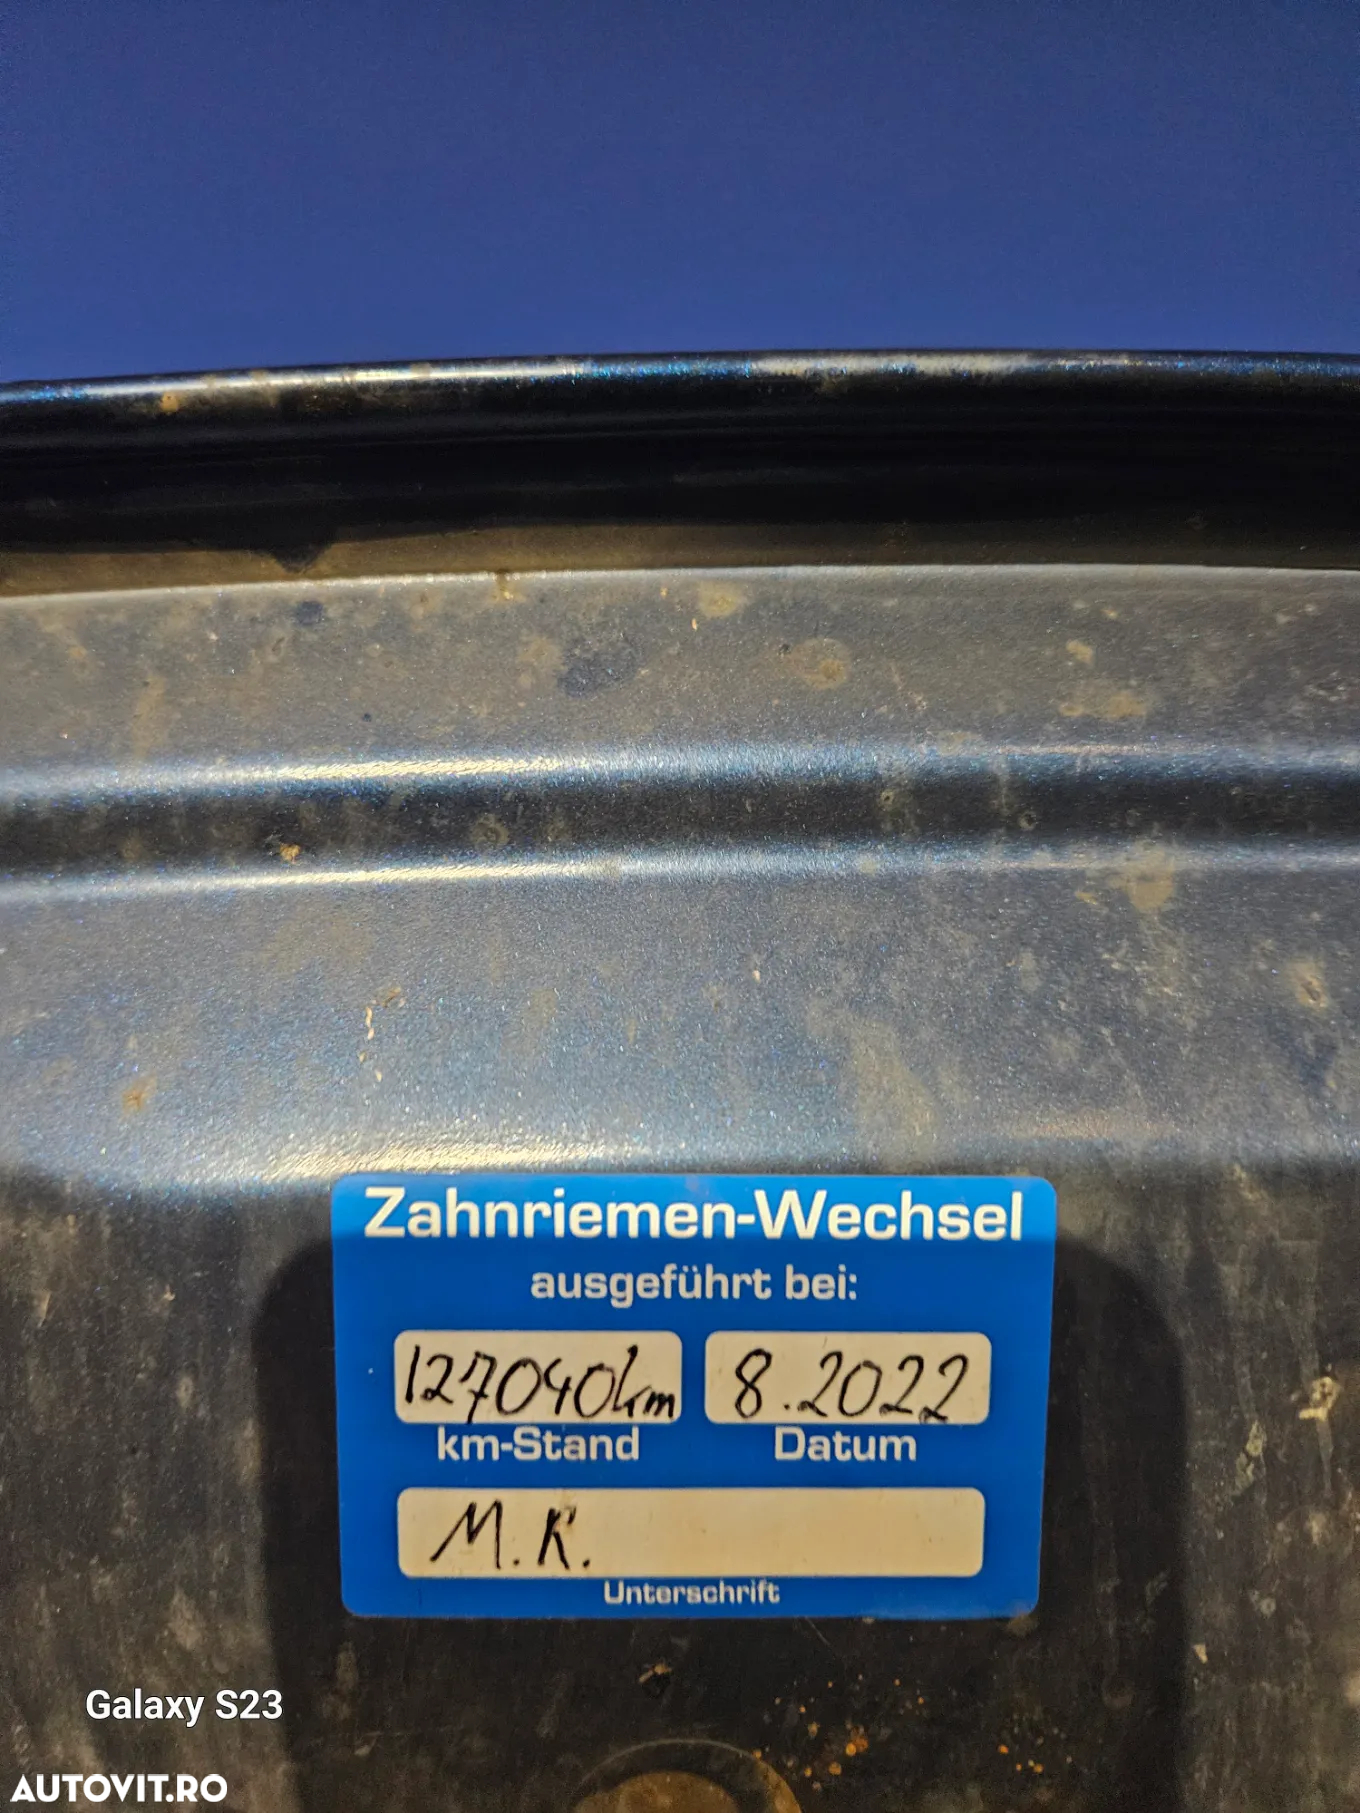 Zahnriemen-Wechsel
ausgeführt bei:
127040km 8.2022
km-Stand Datum
M.K.
Unterschrift
Galaxy S23
AUTOVIT.RO